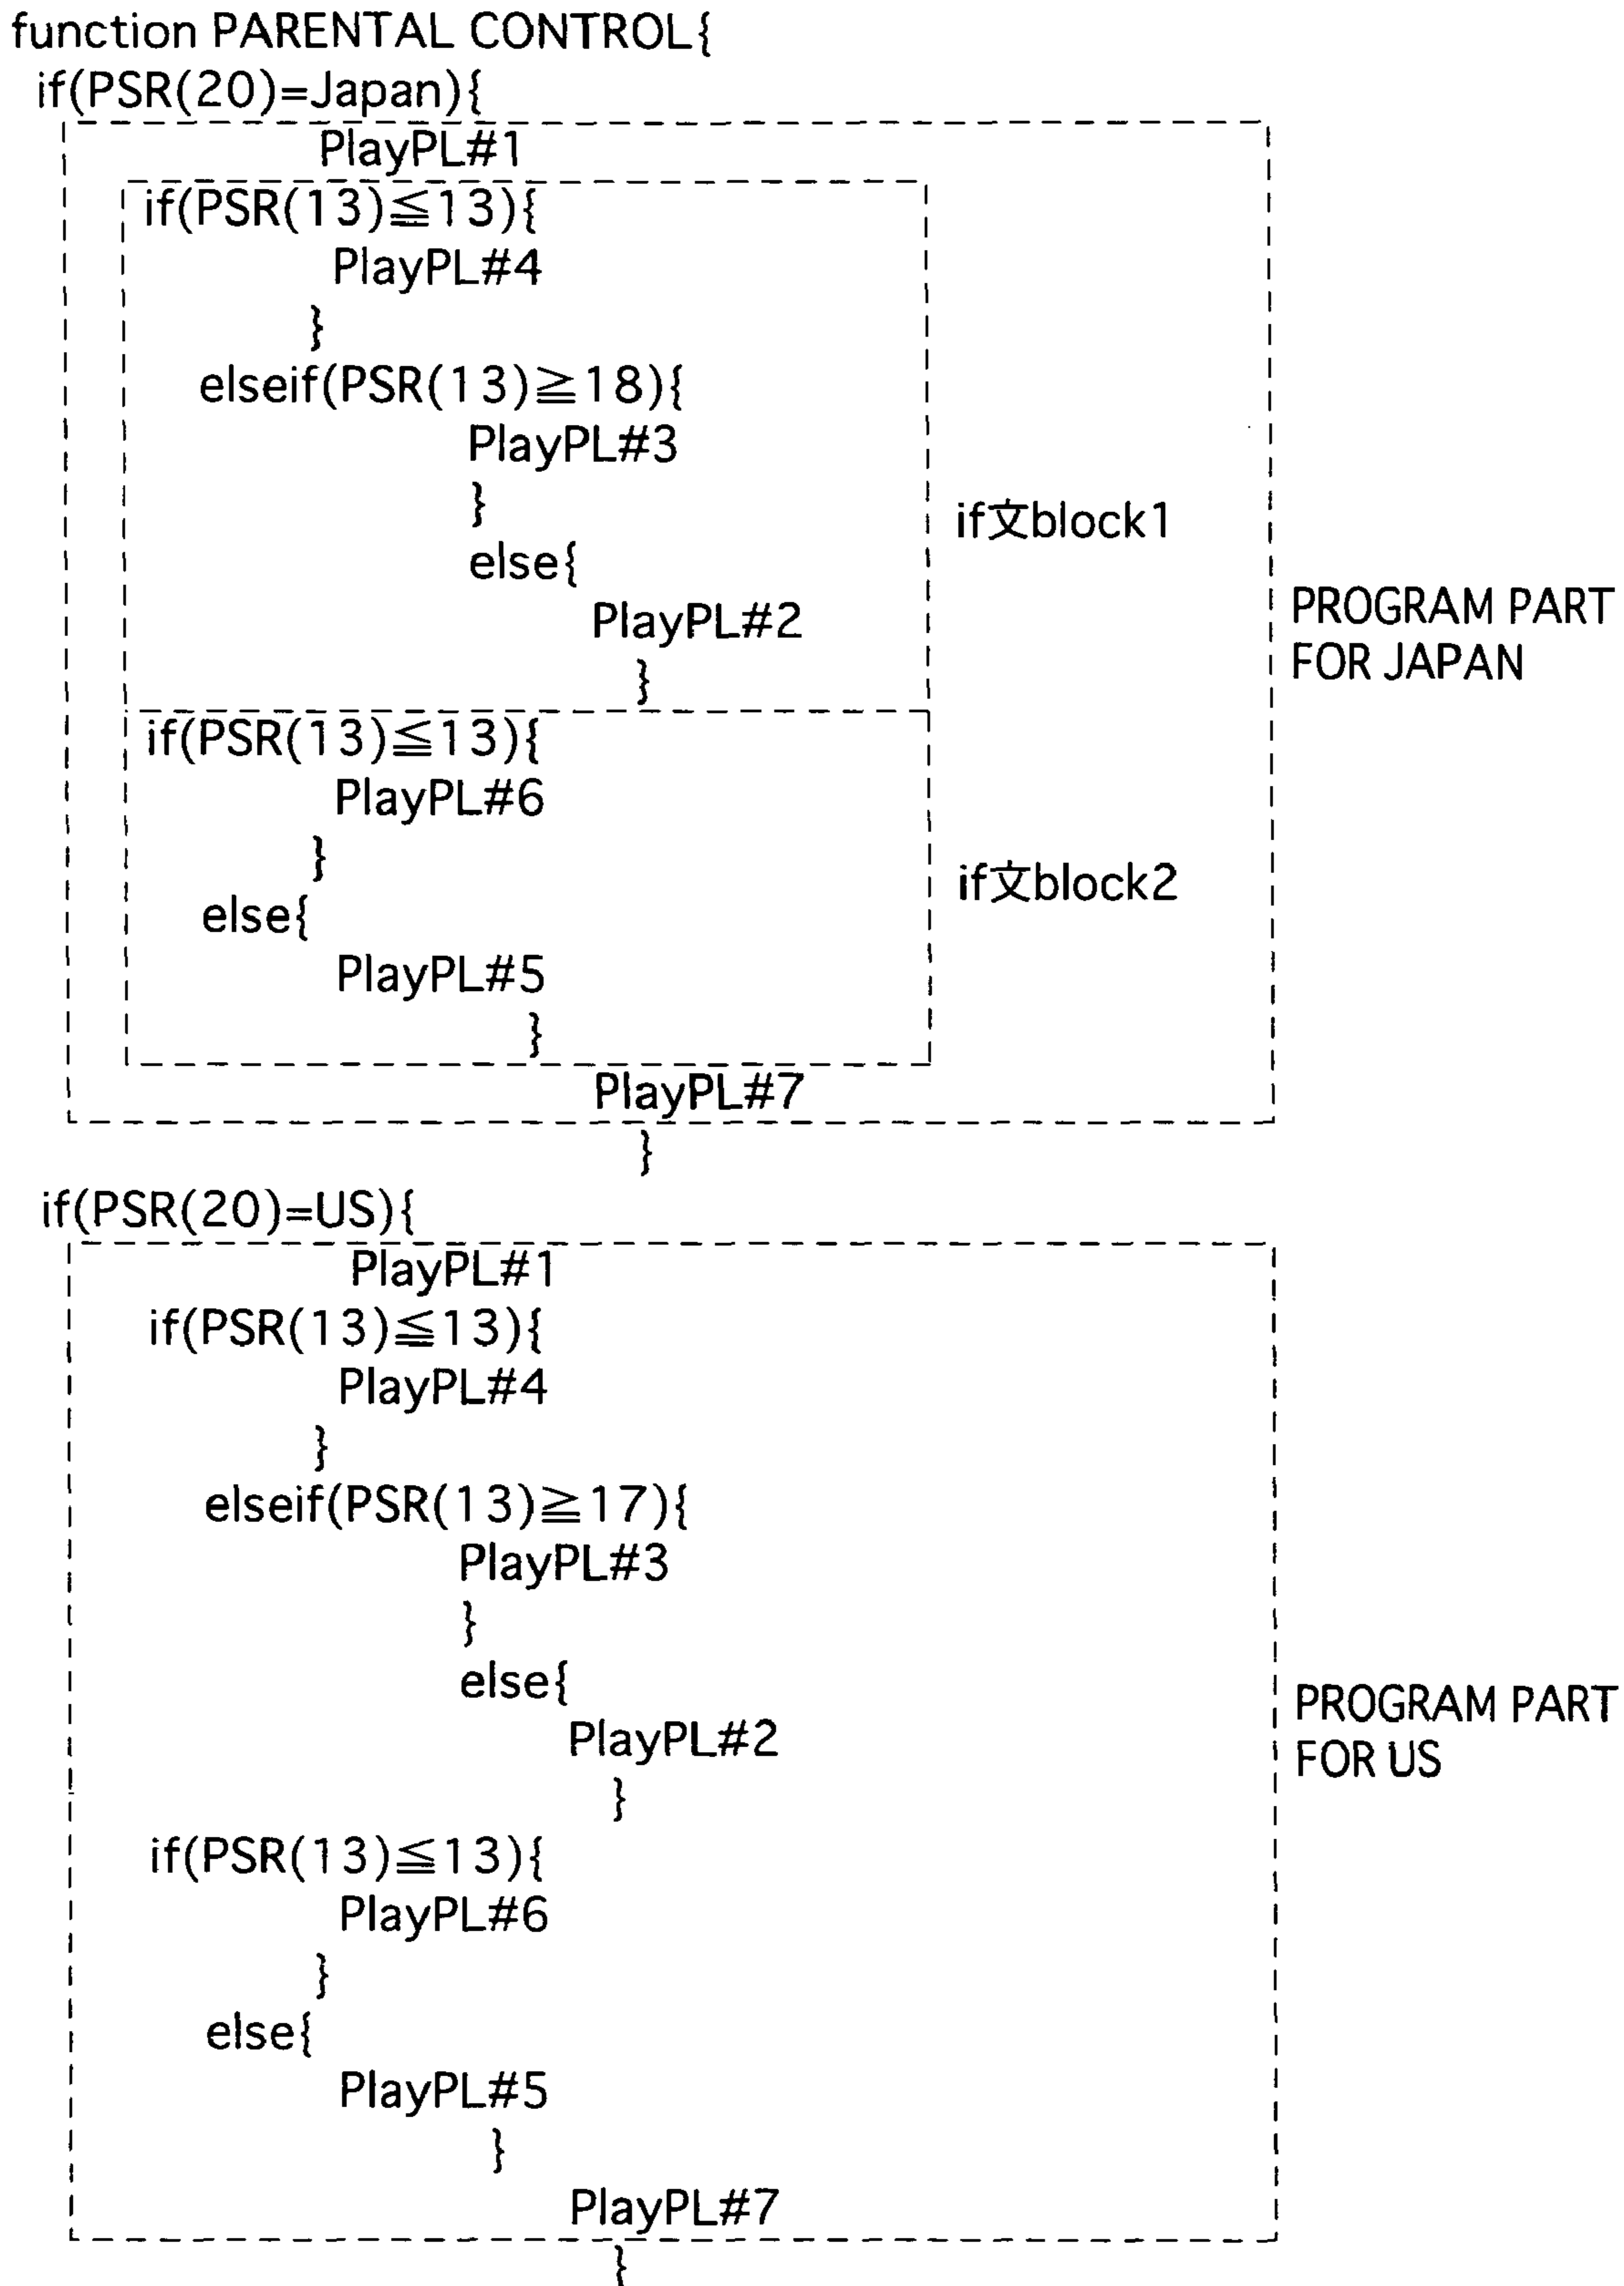 function PARENTAL CONTROL{
if(PSR(20)=Japan){
PlayPL#1
if(PSR(13)≦13){
PlayPL#4
}
elseif(PSR(13)≧18){
PlayPL#3
}
if文block1
else{
PlayPL#2
PROGRAM PART
FOR JAPAN
}
if(PSR(13)≦13){
PlayPL#6
}
if文block2
else{
PlayPL#5
}
PlayPL#7
}
if(PSR(20)=US){
PlayPL#1
if(PSR(13)≦13){
PlayPL#4
}
elseif(PSR(13)≧17){
PlayPL#3
}
else{
PROGRAM PART
FOR US
PlayPL#2
}
if(PSR(13)≦13){
PlayPL#6
}
else{
PlayPL#5
}
PlayPL#7
}